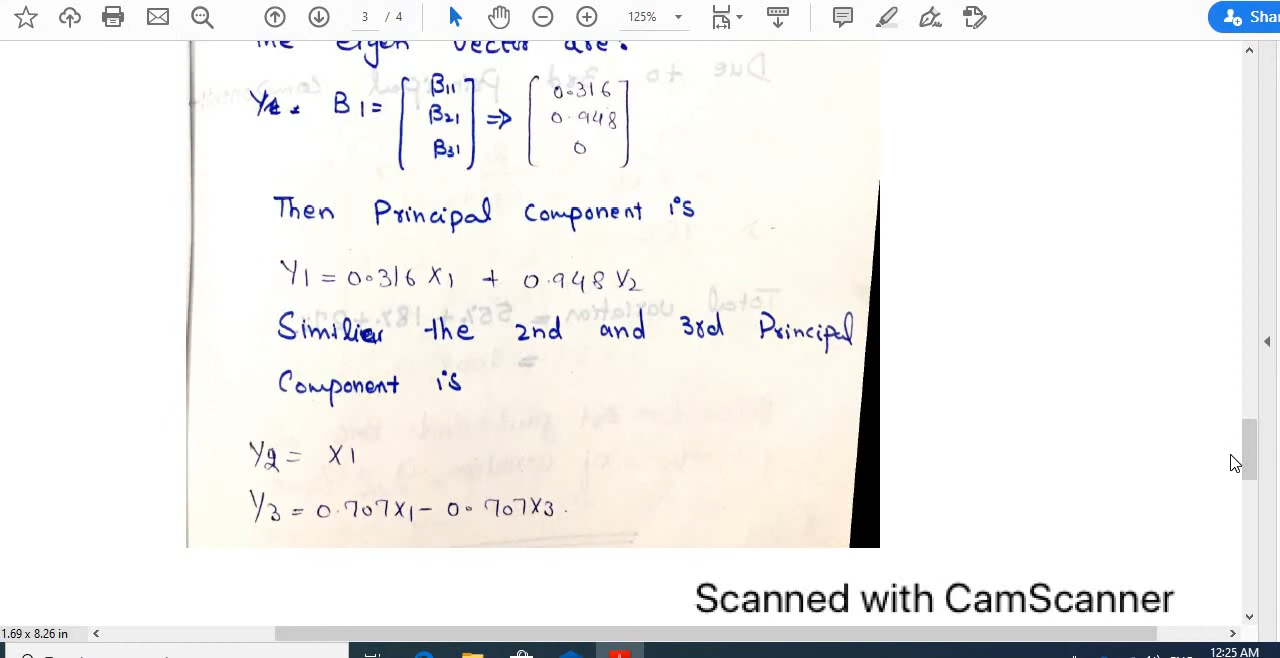 3 / 4
125%
Shar
The eigen vector are:
B1 = [ B11 B21 B31 ] => [ 0.316 0.948 0 ]
Then Principal Component is
Y1 = 0.316 X1 + 0.948 Y2
Similier the 2nd and 3rd Principal
Component is
Y2 = X1
Y3 = 0.707X1 - 0.707X3.
Scanned with CamScanner
1.69 x 8.26 in
12:25 AM